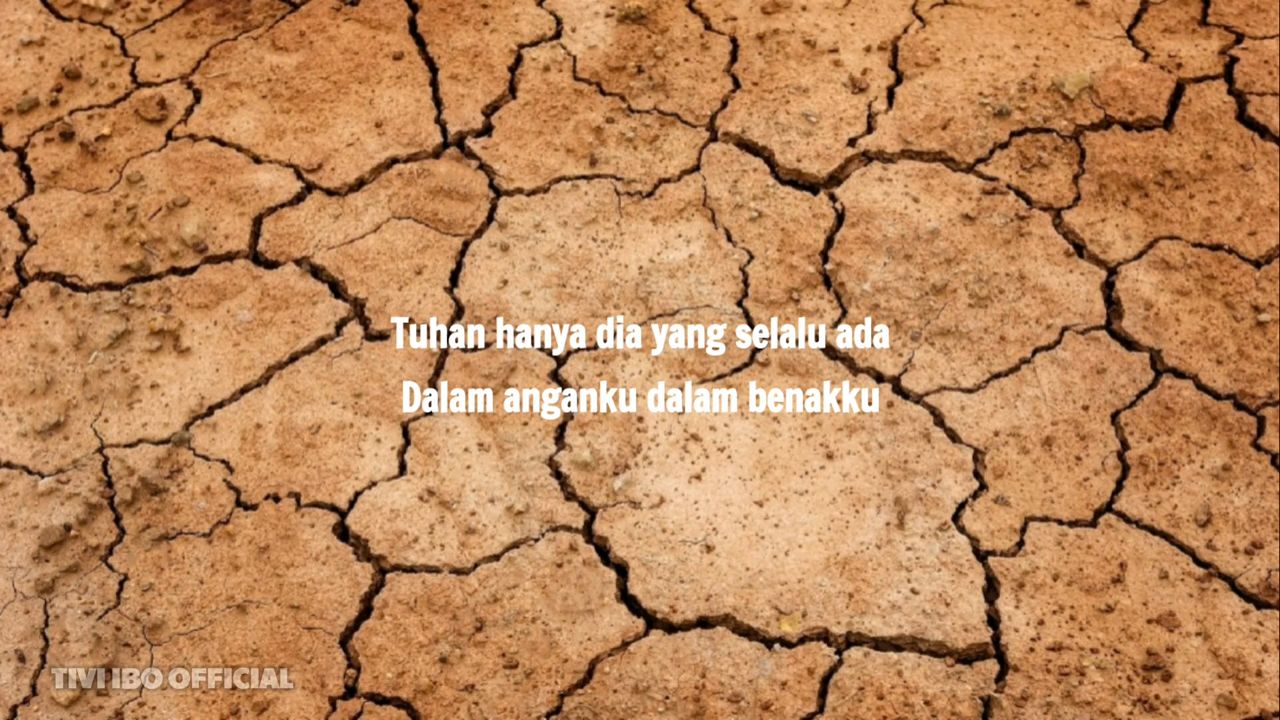 Tuhan hanya dia yang selalu ada
Dalam anganku dalam benakku
TIVI IBO OFFICIAL